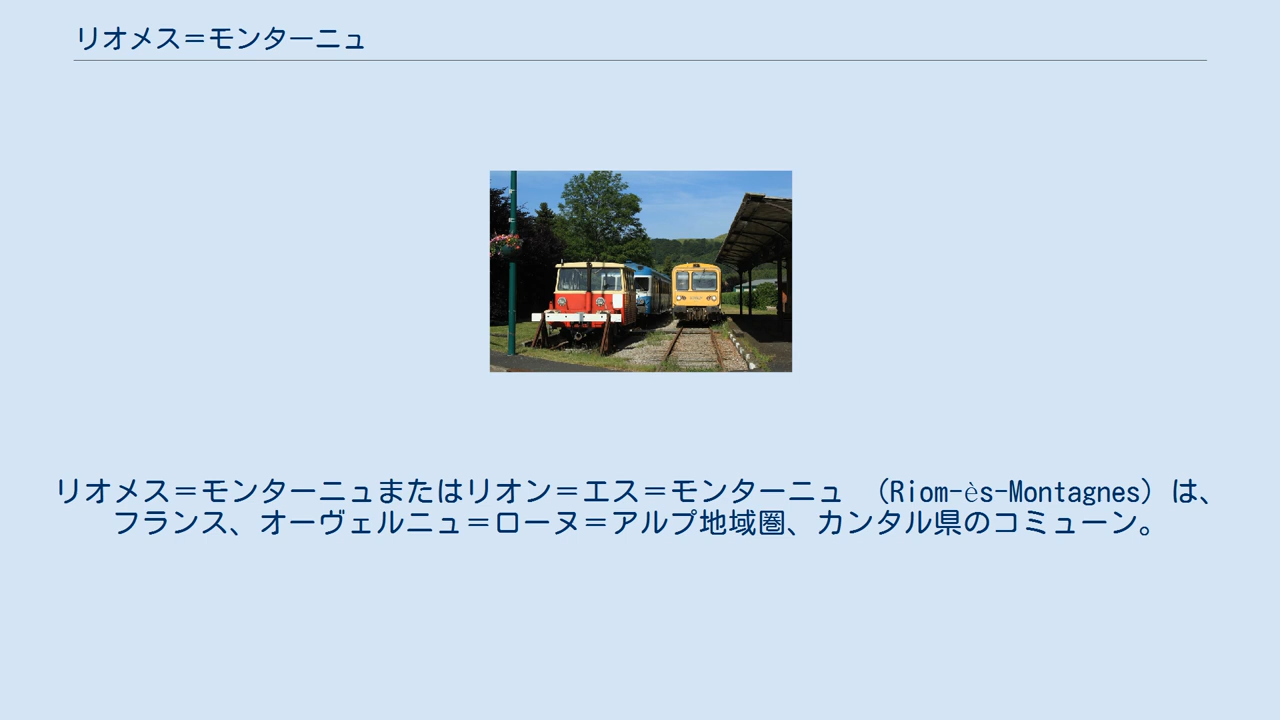 リオメス＝モンターニュ
リオメス＝モンターニュまたはリオン＝エス＝モンターニュ （Riom-ès-Montagnes）は、
フランス、オーヴェルニュ＝ローヌ＝アルプ地域圏、カンタル県のコミューン。